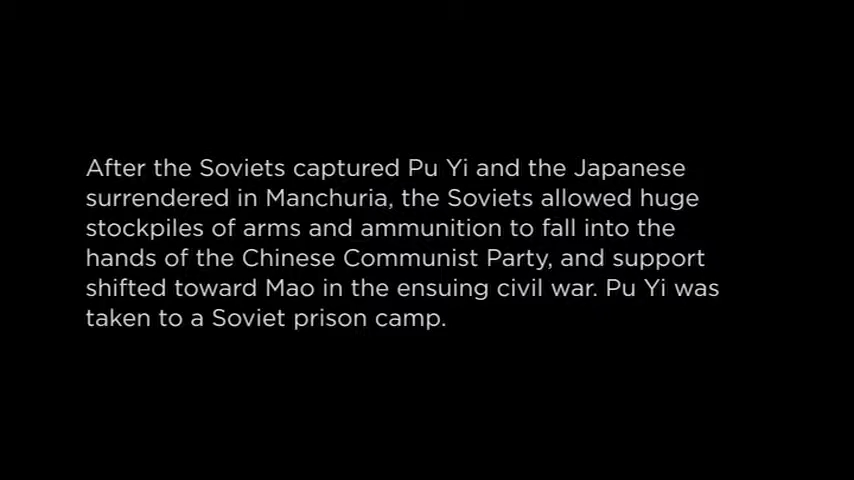 After the Soviets captured Pu Yi and the Japanese
surrendered in Manchuria, the Soviets allowed huge
stockpiles of arms and ammunition to fall into the
hands of the Chinese Communist Party, and support
shifted toward Mao in the ensuing civil war. Pu Yi was
taken to a Soviet prison camp.